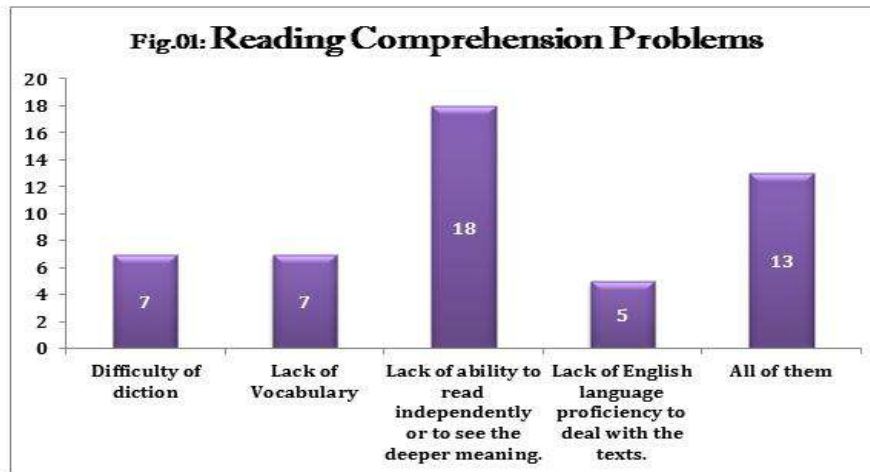 Fig.01: Reading Comprehension Problems
20
18
16
14
12
10
8
6
4
2
0
7
7
18
5
13
Difficulty of
diction
Lack of
Vocabulary
Lack of ability to
read
independently
or to see the
deeper meaning.
Lack of English
language
proficiency to
deal with the
texts.
All of them